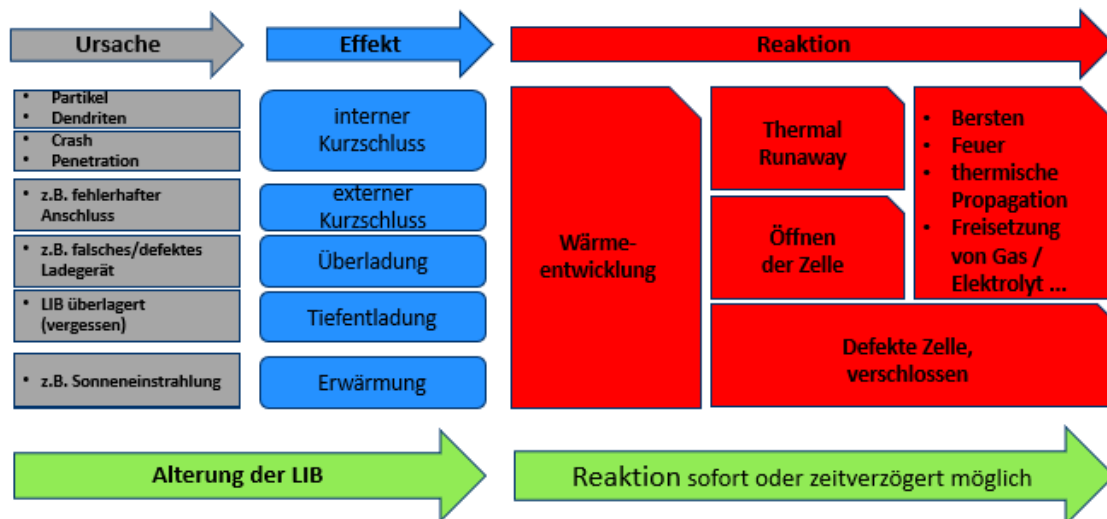 Ursache
Effekt
Reaktion
• Partikel
• Dendriten
• Crash
• Penetration
• z.B. fehlerhafter
Anschluss
• z.B. falsches/defektes
Ladegerät
• LIB überlagert
(vergessen)
• z.B. Sonneneinstrahlung
interner
Kurzschluss
externer
Kurzschluss
Überladung
Tiefentladung
Erwärmung
Wärme-
entwicklung
Thermal
Runaway
Öffnen
der Zelle
• Bersten
• Feuer
• thermische
Propagation
• Freisetzung
von Gas /
Elektrolyt ...
Defekte Zelle,
verschlossen
Alterung der LIB
Reaktion sofort oder zeitverzögert möglich